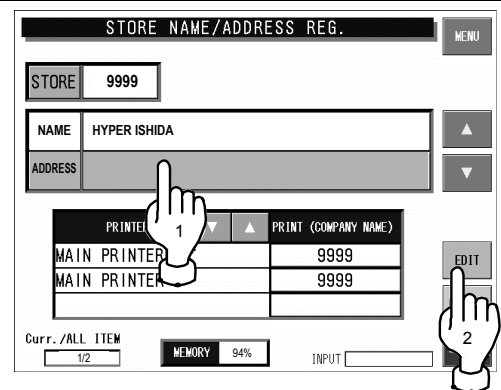 STORE NAME/ADDRESS REG.
MENU
STORE 9999
NAME HYPER ISHIDA
ADDRESS
1
PRINT (COMPANY NAME)
MAIN PRINTER 9999
MAIN PRINTER 9999
EDIT
2
Curr./ALL ITEM
1/2
MEMORY 94%
INPUT